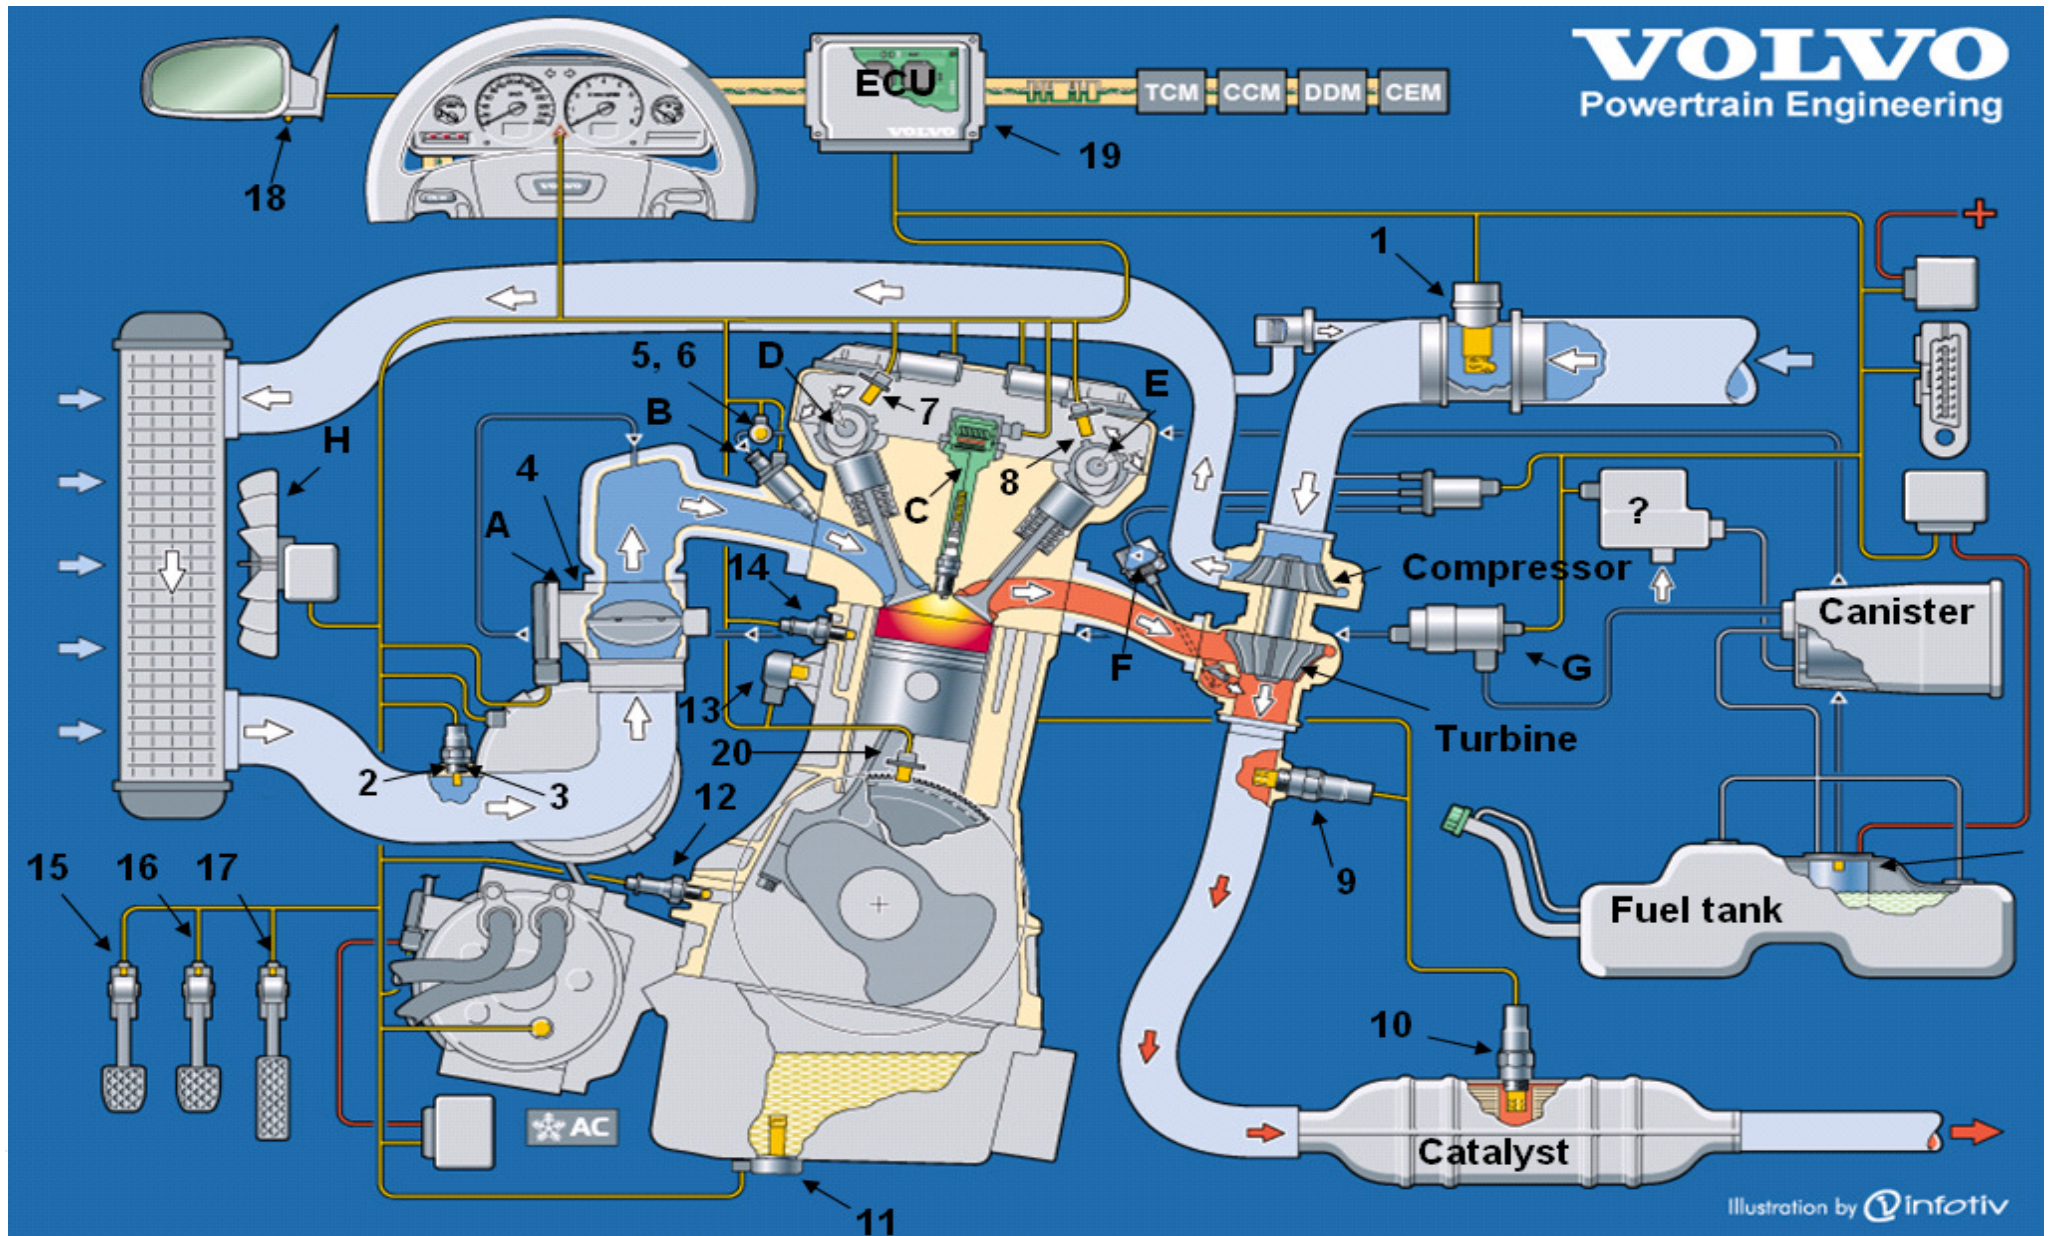 VOLVO
Powertrain Engineering
ECU
VOLVO
TCM
CCM
DDM
CEM
19
18
VOLVO
1
+
5, 6
D
E
B
7
H
4
8
C
A
?
14
Compressor
Canister
F
G
13
20
Turbine
2
3
12
9
15
16
17
Fuel tank
10
AC
Catalyst
11
Illustration by infotiv